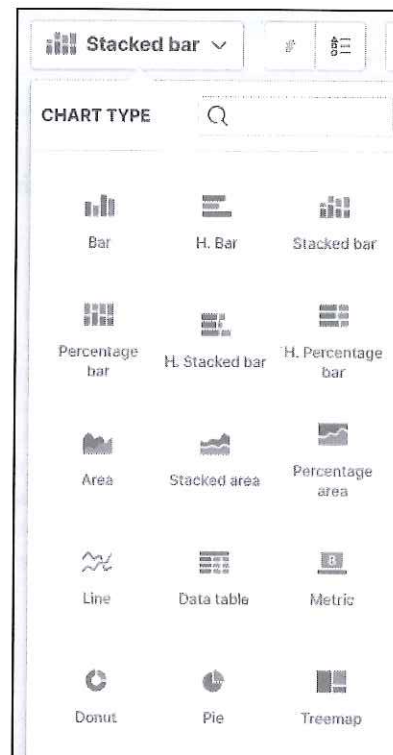 Stacked bar
CHART TYPE
Bar
H. Bar
Stacked bar
Percentage
bar
H. Stacked bar
H. Percentage
bar
Area
Stacked area
Percentage
area
Line
Data table
8
Metric
Donut
Pie
Treemap